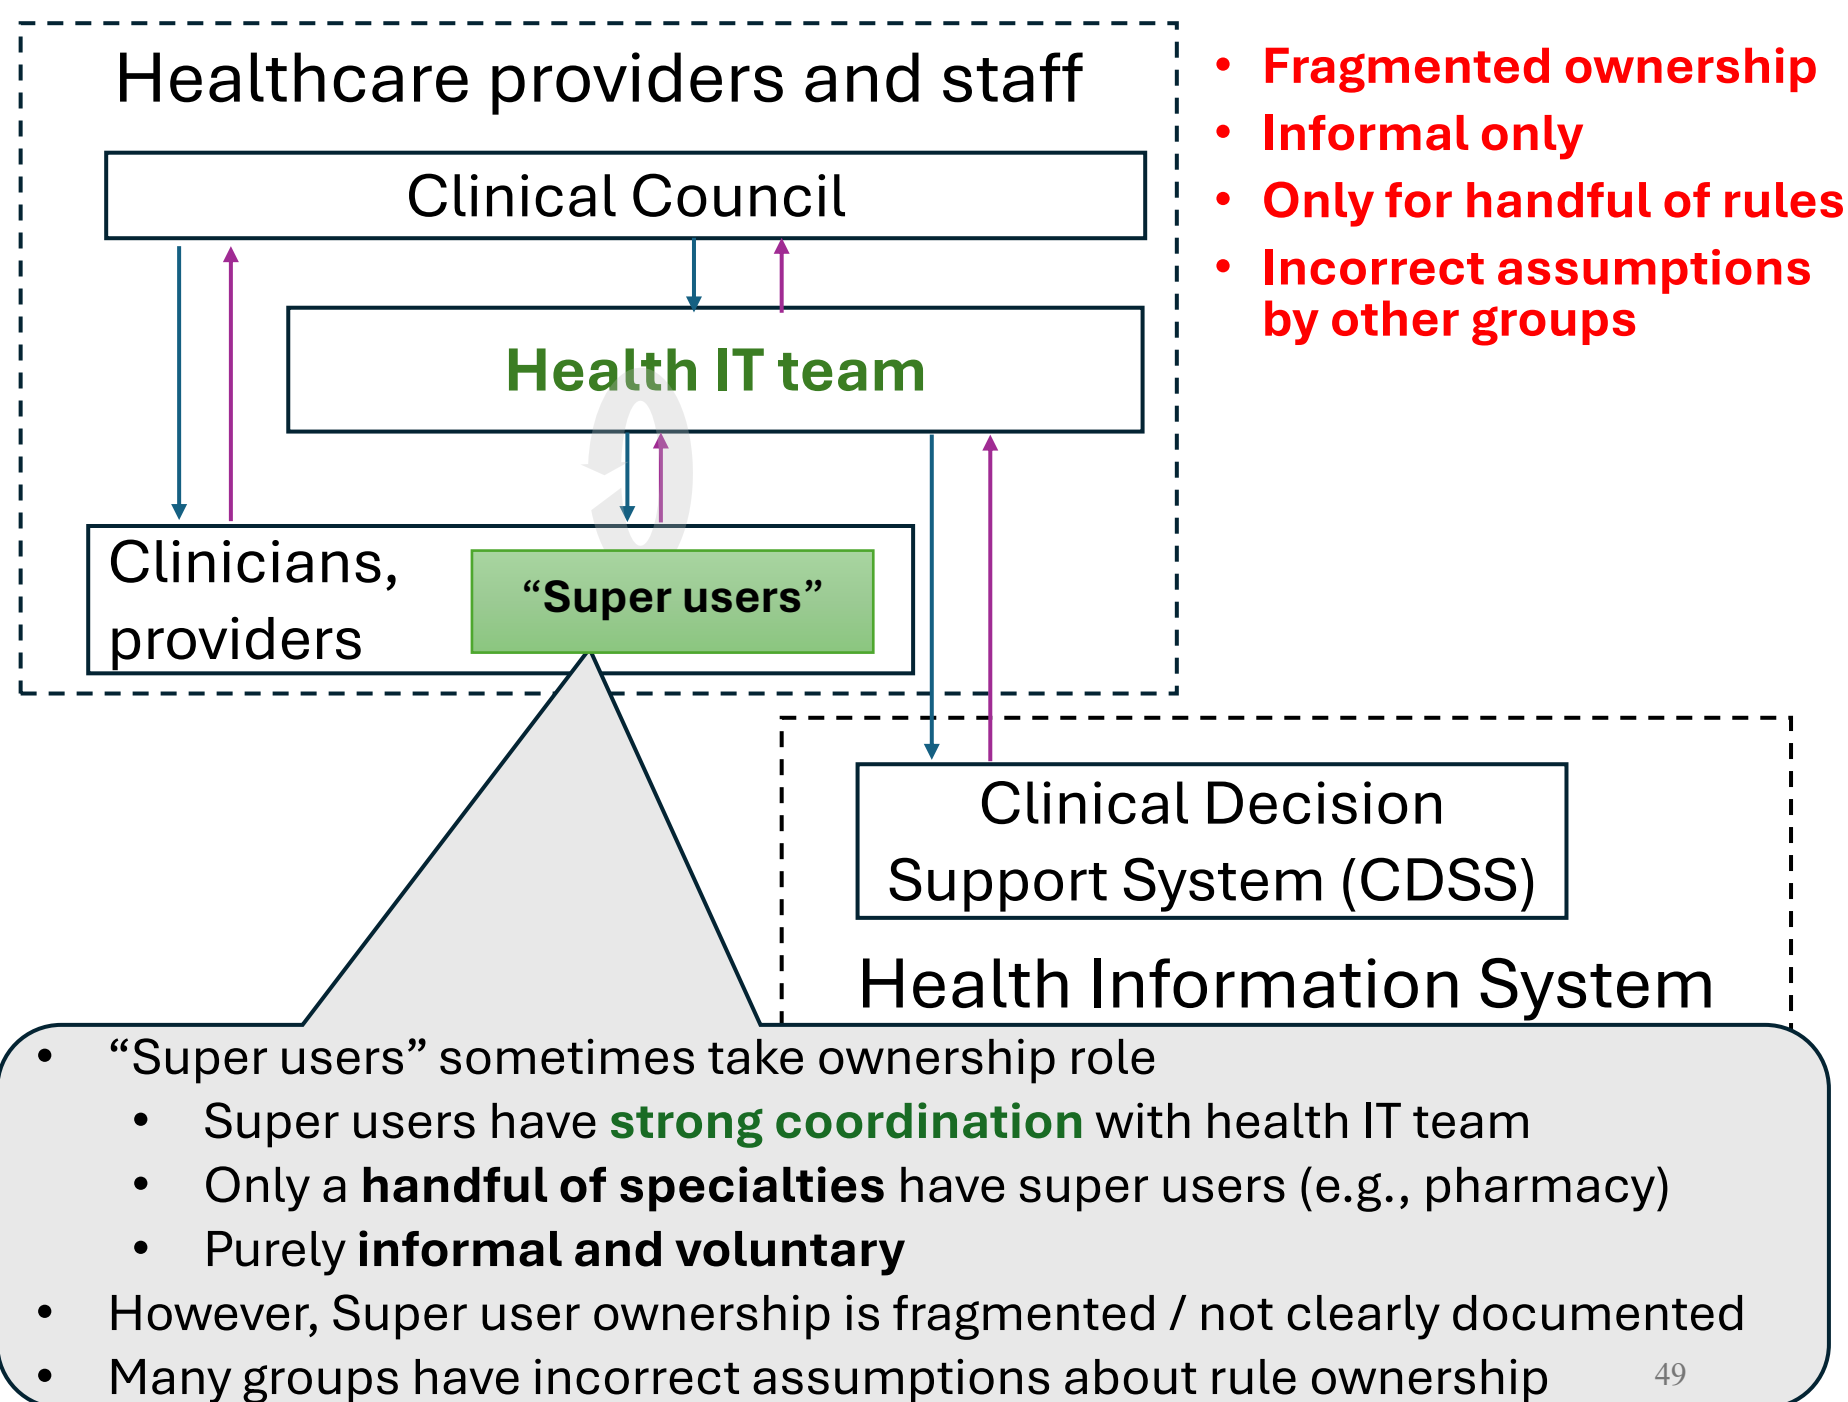 Healthcare providers and staff
Clinical Council
Health IT team
Clinicians,
providers
“Super users”
• Fragmented ownership
• Informal only
• Only for handful of rules
• Incorrect assumptions
by other groups
Clinical Decision
Support System (CDSS)
Health Information System
• “Super users” sometimes take ownership role
• Super users have strong coordination with health IT team
• Only a handful of specialties have super users (e.g., pharmacy)
• Purely informal and voluntary
• However, Super user ownership is fragmented / not clearly documented
• Many groups have incorrect assumptions about rule ownership
49